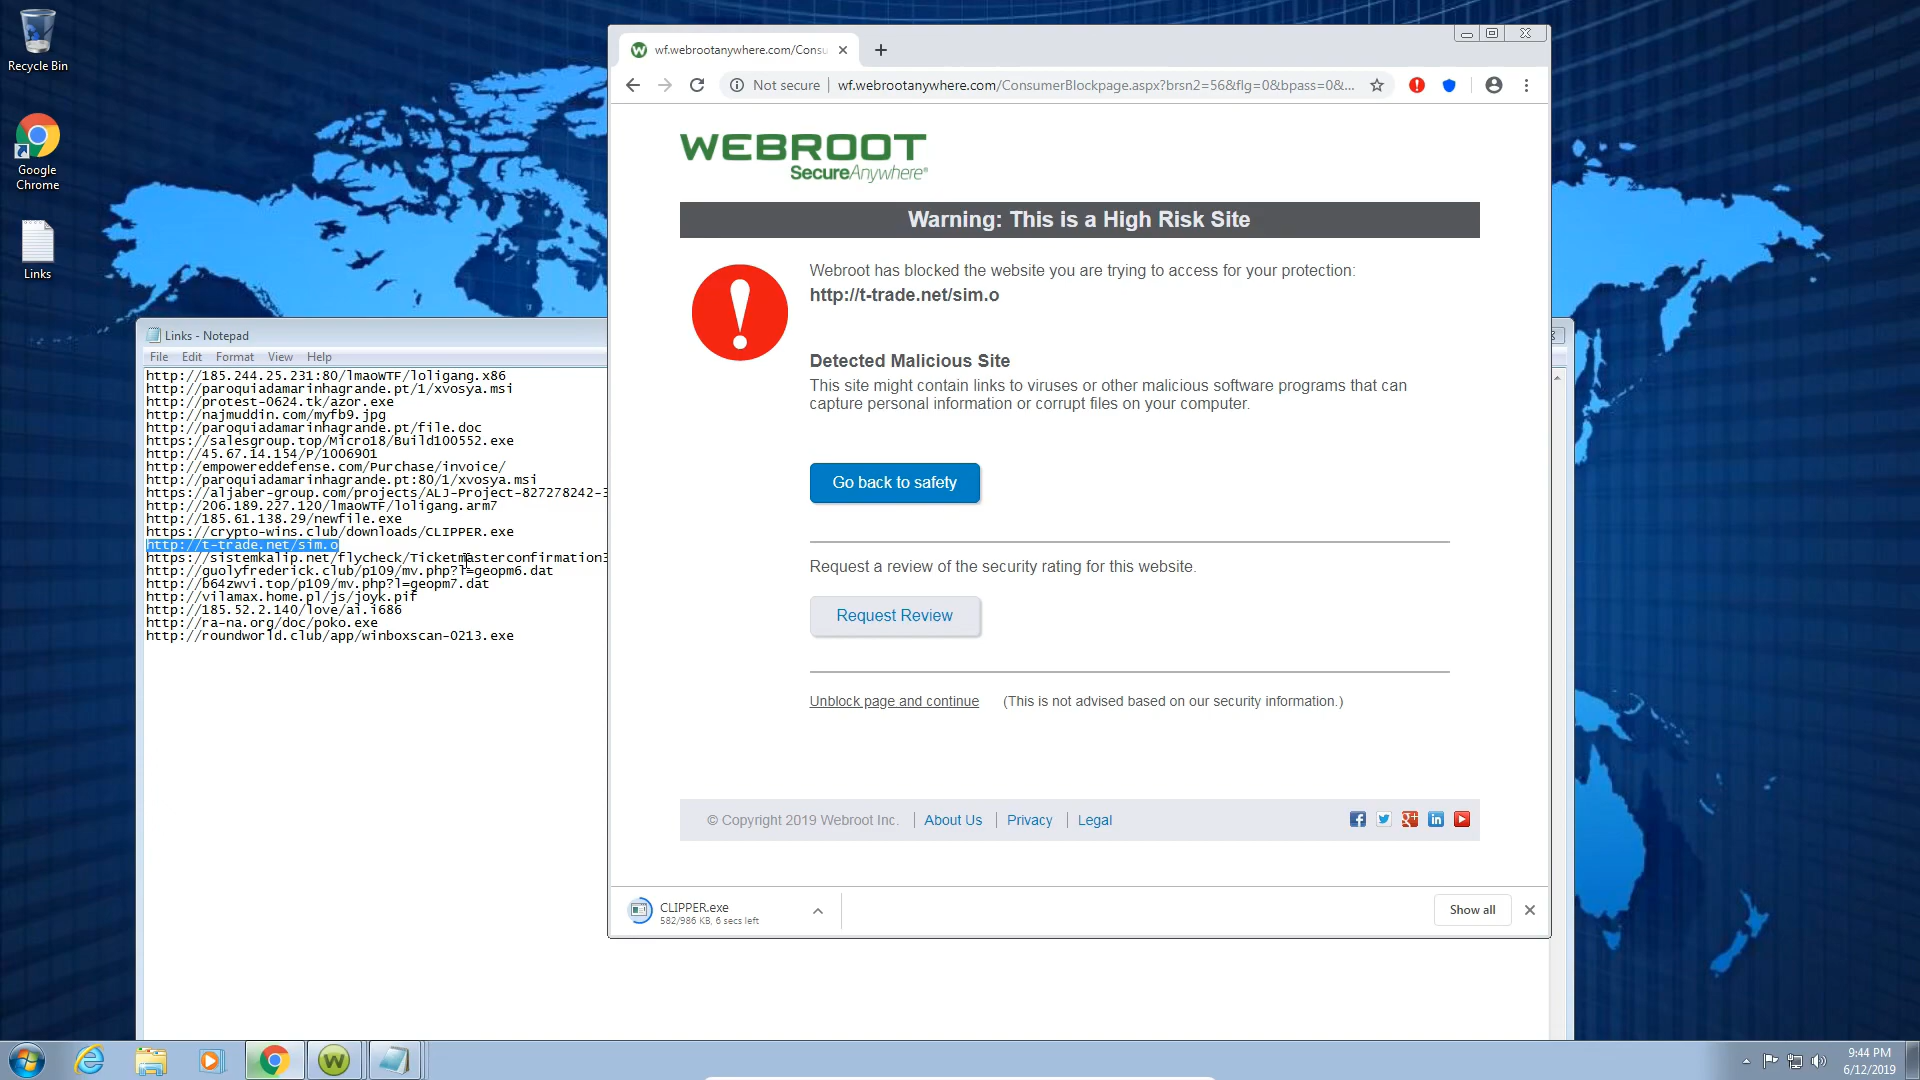 Recycle Bin
Google
Chrome
Links
wf.webrootanywhere.com/Consu
Not secure
wf.webrootanywhere.com/ConsumerBlockpage.aspx?brsn2=56&flg=0&bpass=0&...
WEBROOT
SecureAnywhere®
Warning: This is a High Risk Site
Webroot has blocked the website you are trying to access for your protection:
http://t-trade.net/sim.o
Detected Malicious Site
This site might contain links to viruses or other malicious software programs that can
capture personal information or corrupt files on your computer.
Go back to safety
Request a review of the security rating for this website.
Request Review
Unblock page and continue (This is not advised based on our security information.)
© Copyright 2019 Webroot Inc. About Us Privacy Legal
CLIPPER.exe
582/986 KB, 6 secs left
Show all
Links - Notepad
File Edit Format View Help
http://185.244.25.231:80/lmaoWTF/loligang.x86
http://paroquiadamarinhagrande.pt/1/xvosya.msi
http://protest-0624.tk/azor.exe
http://najmuddin.com/myfb9.jpg
http://paroquiadamarinhagrande.pt/file.doc
https://salesgroup.top/Micro18/Build100552.exe
http://45.67.14.154/P/1006901
http://empowereddefense.com/Purchase/invoice/
http://paroquiadamarinhagrande.pt:80/1/xvosya.msi
https://aljaber-group.com/projects/ALJ-Project-827278242-3
http://206.189.227.120/lmaoWTF/loligang.arm7
http://185.61.138.29/newfile.exe
https://crypto-wins.club/downloads/CLIPPER.exe
http://t-trade.net/sim.o
https://sistemkalip.net/flycheck/Ticketmasterconfirmation3
http://guolyfrederick.club/p109/mv.php?l=geopm6.dat
http://b64zwvi.top/p109/mv.php?l=geopm7.dat
http://vilamax.home.pl/js/joyk.pif
http://185.52.2.140/love/ai.i686
http://ra-na.org/doc/poko.exe
http://roundworld.club/app/winboxscan-0213.exe
9:44 PM
6/12/2019